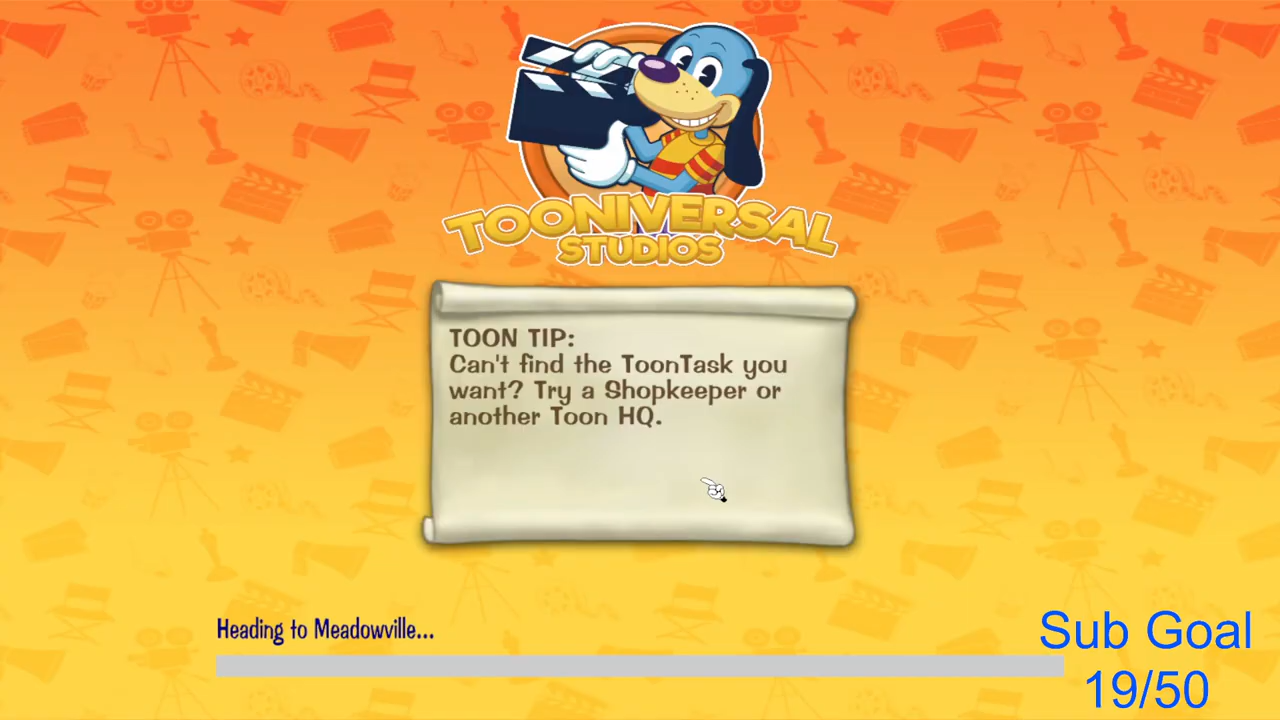 TOONIVERSAL
STUDIOS
TOON TIP:
Can't find the ToonTask you
want? Try a Shopkeeper or
another Toon HQ.
Heading to Meadowville...
Sub Goal
19/50